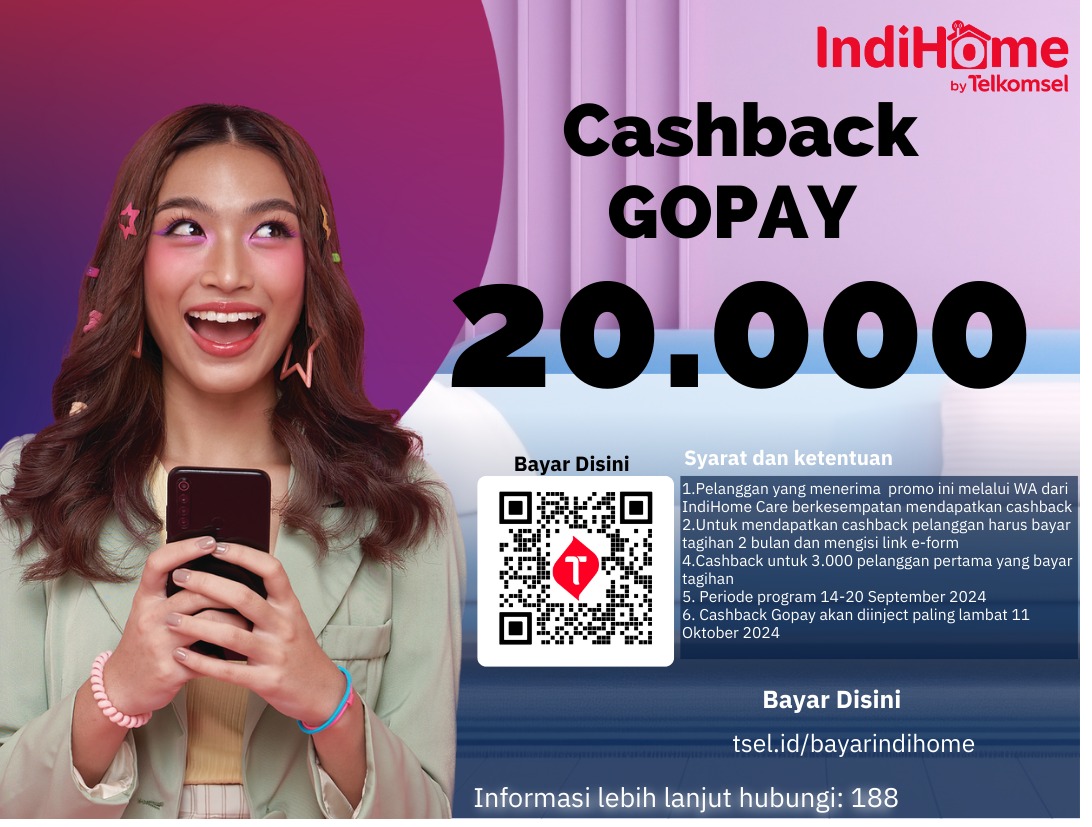 IndiHome
by Telkomsel
Cashback
GOPAY
20.000
Bayar Disini
Syarat dan ketentuan
1.Pelanggan yang menerima  promo ini melalui WA dari
IndiHome Care berkesempatan mendapatkan cashback
2.Untuk mendapatkan cashback pelanggan harus bayar
tagihan 2 bulan dan mengisi link e-form
4.Cashback untuk 3.000 pelanggan pertama yang bayar
tagihan
5. Periode program 14-20 September 2024
6. Cashback Gopay akan diinject paling lambat 11
Oktober 2024
Bayar Disini
tsel.id/bayarindihome
Informasi lebih lanjut hubungi: 188